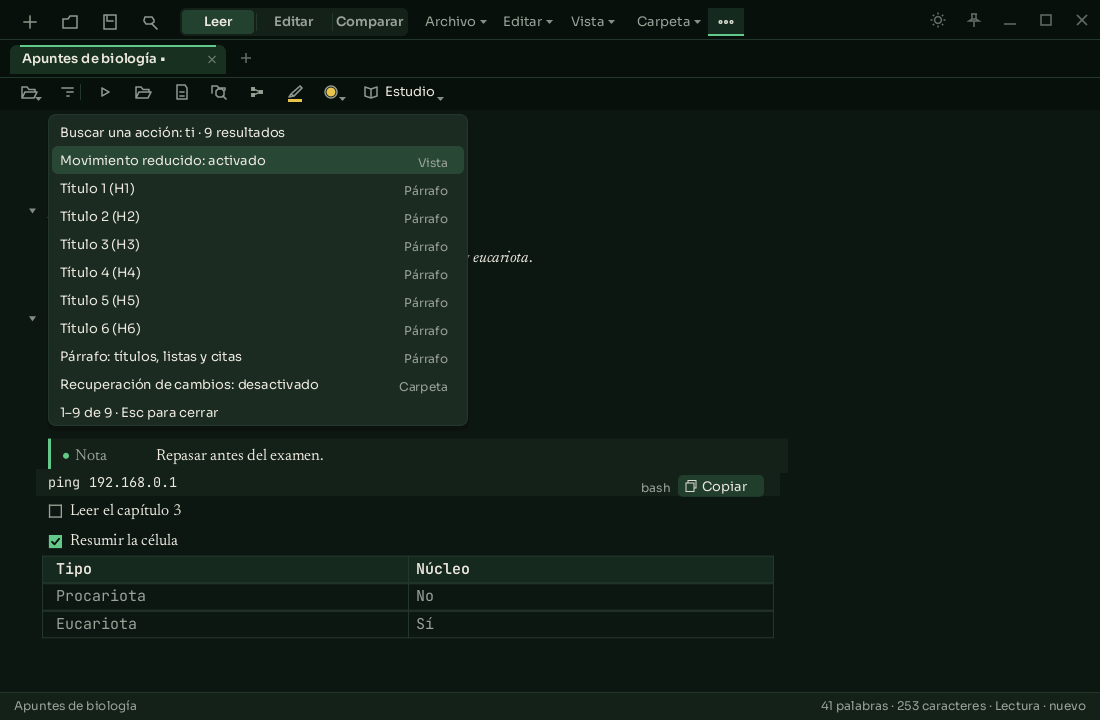 Leer Editar Comparar Archivo Editar Vista Carpeta
Apuntes de biología •
Estudio
Buscar una acción: ti · 9 resultados
Movimiento reducido: activado Vista
Título 1 (H1) Párrafo
Título 2 (H2) Párrafo
Título 3 (H3) Párrafo
eucariota.
Título 4 (H4) Párrafo
Título 5 (H5) Párrafo
Título 6 (H6) Párrafo
Párrafo: títulos, listas y citas Párrafo
Recuperación de cambios: desactivado Carpeta
1–9 de 9 · Esc para cerrar
• Nota Repasar antes del examen.
ping 192.168.0.1 bash Copiar
Leer el capítulo 3
Resumir la célula
Tipo Núcleo
Procariota No
Eucariota Sí
Apuntes de biología 41 palabras · 253 caracteres · Lectura · nuevo